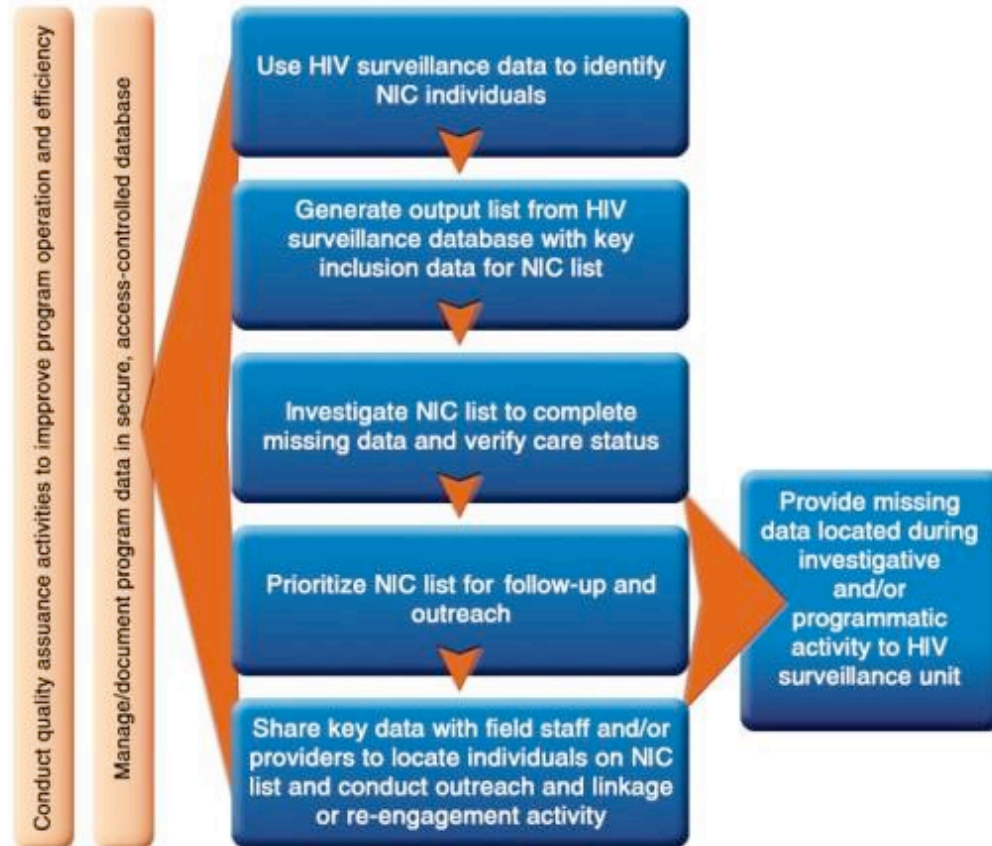 Conduct quality assuance activities to impprove program operation and efficiency
Manage/document program data in secure, access-controlled database
Use HIV surveillance data to identify
NIC individuals
Generate output list from HIV
surveillance database with key
inclusion data for NIC list
Investigate NIC list to complete
missing data and verify care status
Prioritize NIC list for follow-up and
outreach
Share key data with field staff and/or
providers to locate individuals on NIC
list and conduct outreach and linkage
or re-engagement activity
Provide missing
data located during
investigative
and/or
programmatic
activity to HIV
surveillance unit